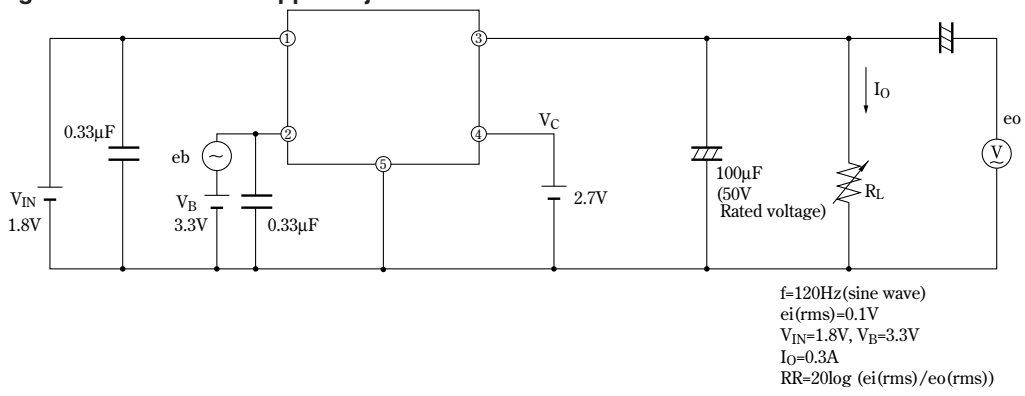 ①
③
0.33μF
②
④
VC
eo
IO
eb
⑤
V
VIN
1.8V
VB
3.3V
0.33μF
2.7V
100μF
(50V
Rated voltage)
RL
f=120Hz(sine wave)
ei(rms)=0.1V
VIN=1.8V, VB=3.3V
IO=0.3A
RR=20log (ei(rms)/eo(rms))